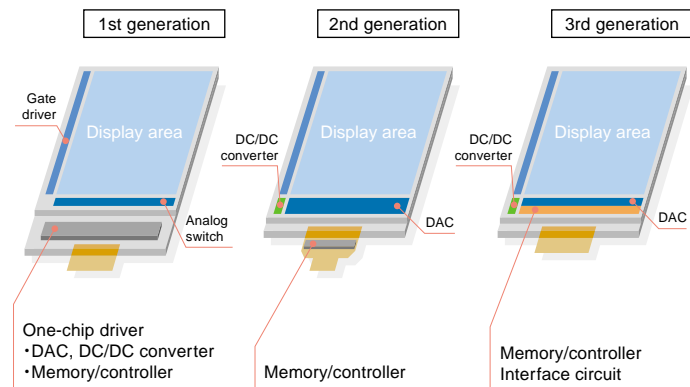 1st generation
2nd generation
3rd generation
Gate
driver
Display area
Analog
switch
One-chip driver
・DAC, DC/DC converter
・Memory/controller
DC/DC
converter
Display area
DAC
Memory/controller
DC/DC
converter
Display area
DAC
Memory/controller
Interface circuit